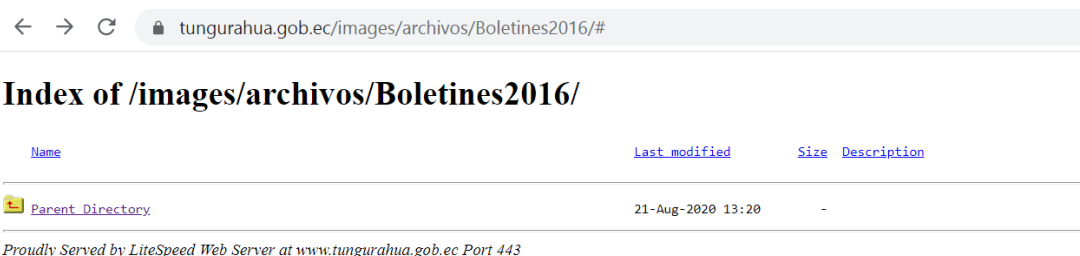 tungurahua.gob.ec/images/archivos/Boletines2016/#
Index of /images/archivos/Boletines2016/
Name Last modified Size Description
Parent Directory 21-Aug-2020 13:20 -
Proudly Served by LiteSpeed Web Server at www.tungurahua.gob.ec Port 443